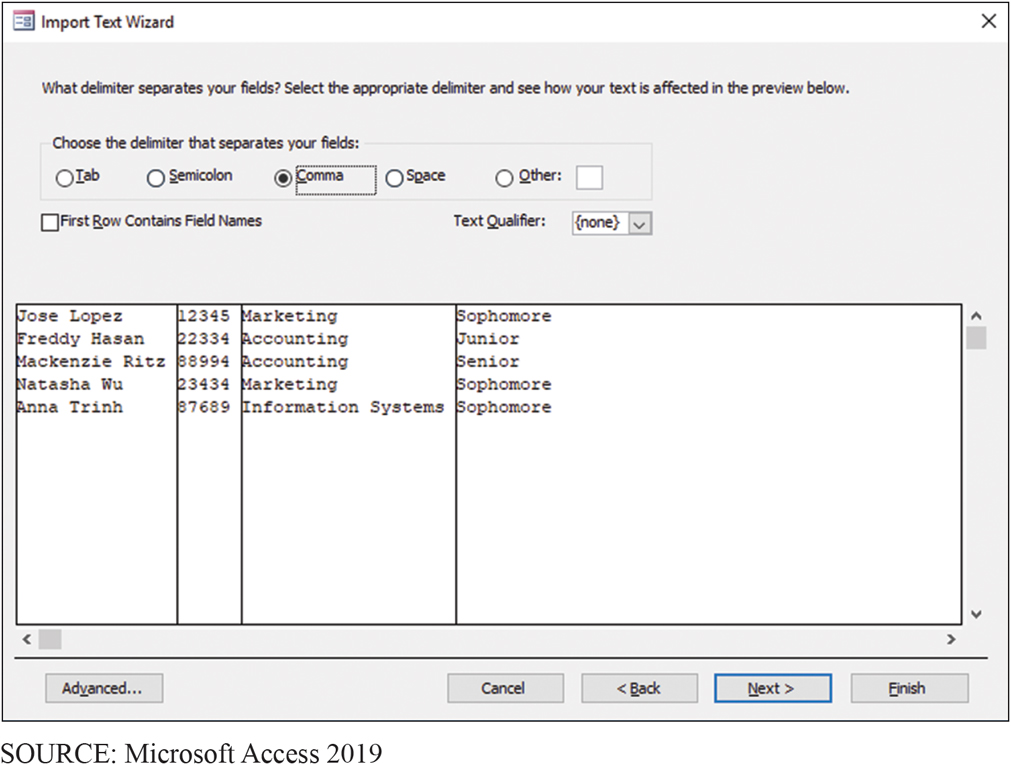 Import Text Wizard
What delimiter separates your fields? Select the appropriate delimiter and see how your text is affected in the preview below.
Choose the delimiter that separates your fields:
Tab Semicolon Comma Space Other:
First Row Contains Field Names Text Qualifier: {none}
Jose Lopez 12345 Marketing Sophomore
Freddy Hasan 22334 Accounting Junior
Mackenzie Ritz 88994 Accounting Senior
Natasha Wu 23434 Marketing Sophomore
Anna Trinh 87689 Information Systems Sophomore
Advanced... Cancel < Back Next > Finish
SOURCE: Microsoft Access 2019